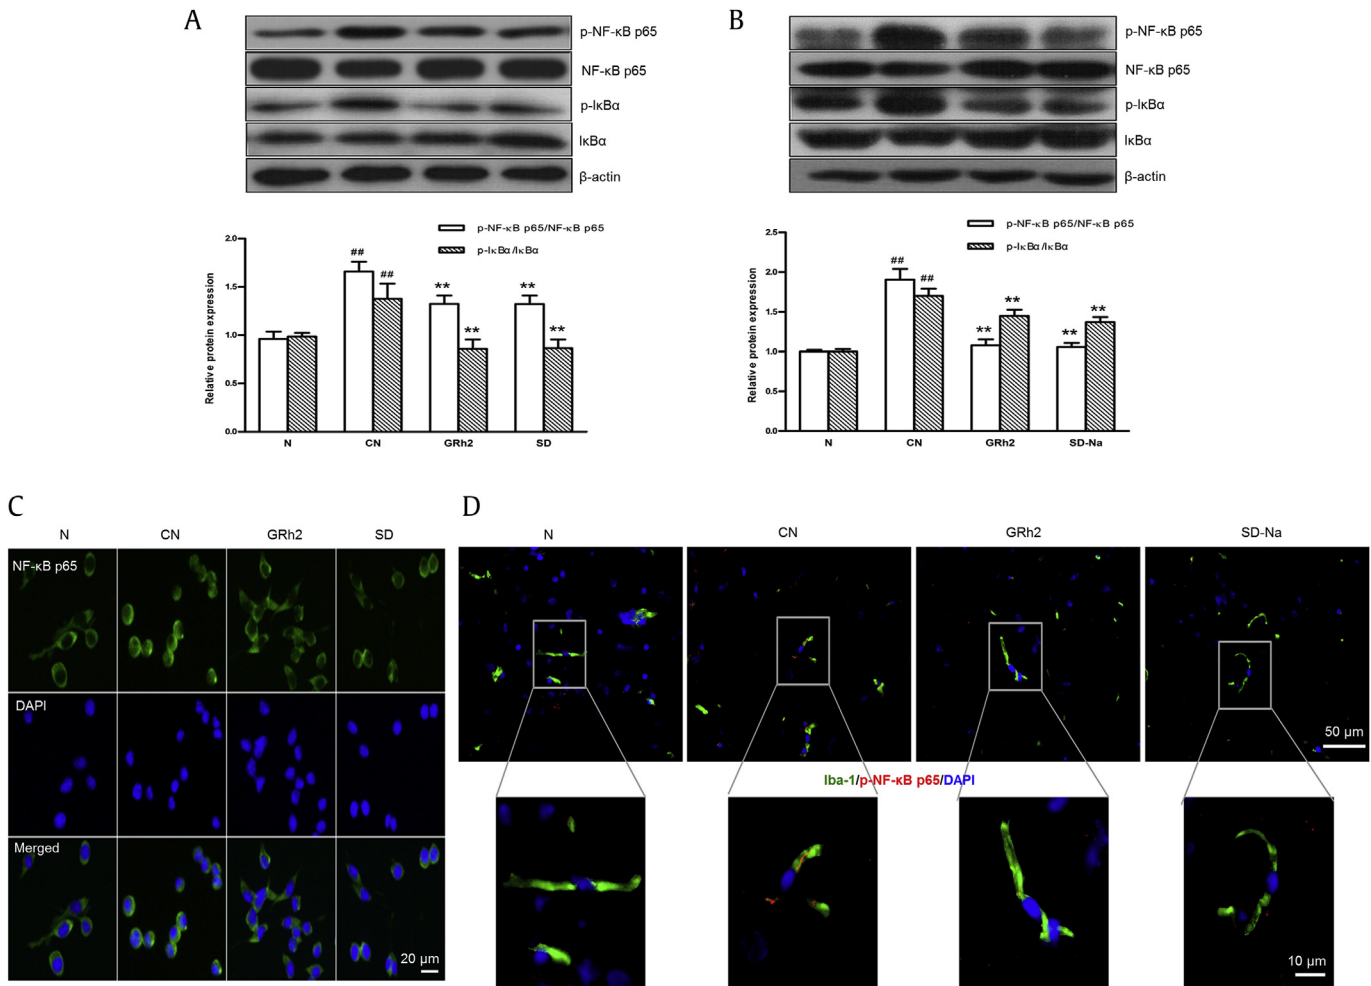 A
p-NF-κB p65
NF-κB p65
p-IκBα
IκBα
β-actin
p-NF-κB p65/NF-κB p65
p-IκBα/IκBα
Relative protein expression
2.0
1.5
1.0
0.5
0.0
##
##
**
**
**
**
N CN GRh2 SD
B
p-NF-κB p65
NF-κB p65
p-IκBα
IκBα
β-actin
p-NF-κB p65/NF-κB p65
p-IκBα/IκBα
Relative protein expression
2.5
2.0
1.5
1.0
0.5
0.0
##
##
**
**
**
**
N CN GRh2 SD-Na
C
N CN GRh2 SD
NF-κB p65
DAPI
Merged
20 μm
D
N CN GRh2 SD-Na
50 μm
Iba-1/p-NF-κB p65/DAPI
10 μm